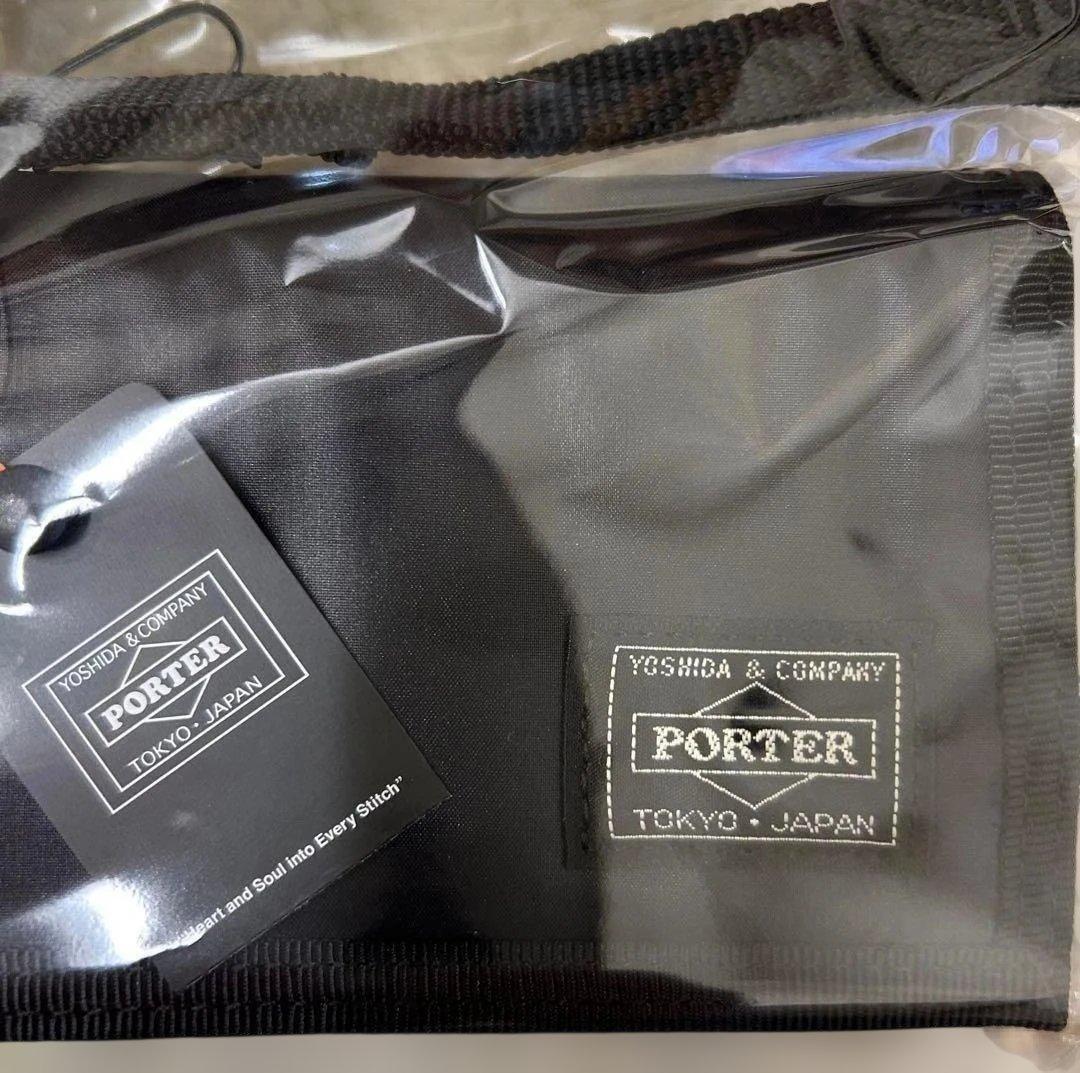 YOSHIDA & COMPANY
PORTER
TOKYO・JAPAN
Heart and Soul into Every Stitch”
YOSHIDA & COMPANY
PORTER
TOKYO・JAPAN